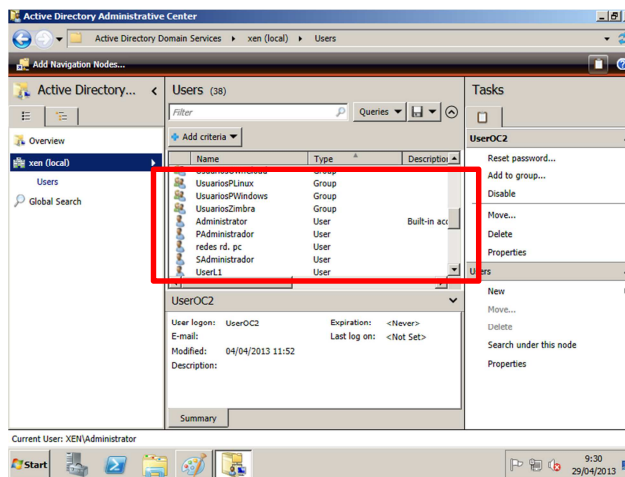 Active Directory Administrative Center
Active Directory Domain Services xen (local) Users
Add Navigation Nodes...
Active Directory...
Overview
xen (local)
Users
Global Search
Users (38)
Filter
Queries
Add criteria
Name Type Description
UsuariosOwncloud Group
UsuariosPLinux Group
UsuariosPWindows Group
UsuariosZimbra Group
Administrator User Built-in acc
PAdministrador User
redes rd. pc User
SAdministrador User
UserL1 User
UserOC2
User logon: UserOC2 Expiration: <Never>
E-mail: Last log on: <Not Set>
Modified: 04/04/2013 11:52
Description:
Summary
Tasks
UserOC2
Reset password...
Add to group...
Disable
Move...
Delete
Properties
Users
New
Move...
Delete
Search under this node
Properties
Current User: XEN\Administrator
Start
9:30
29/04/2013